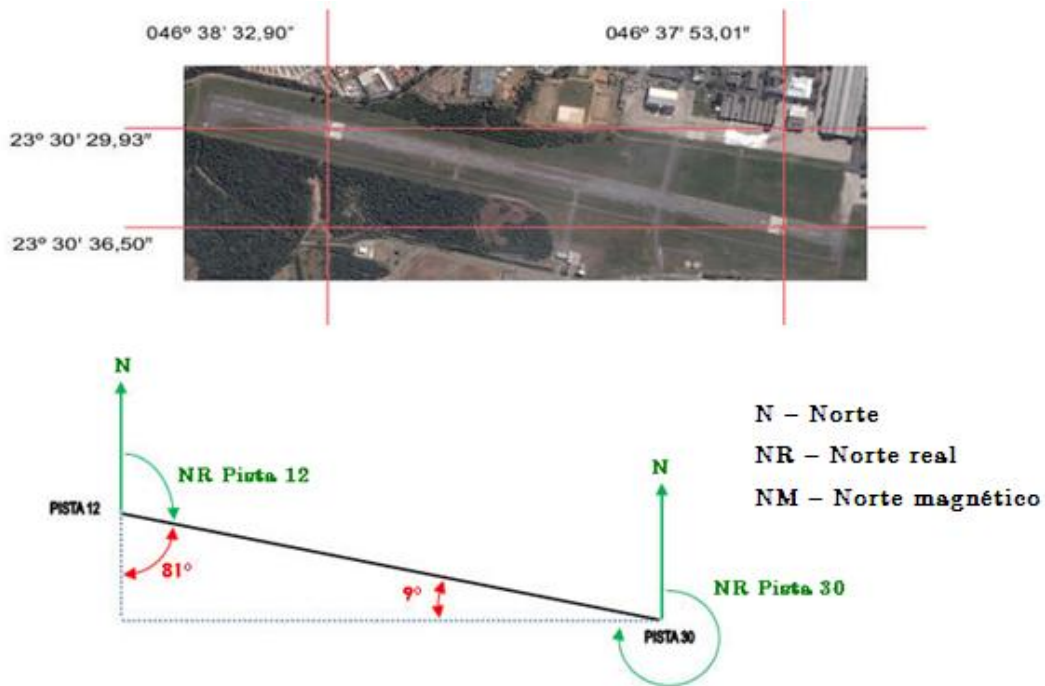 046º 38' 32,90"
046º 37' 53,01"
23º 30' 29,93"
23º 30' 36,50"
N
NR Pista 12
PISTA 12
81º
9º
N
NR Pista 30
PISTA 30
N – Norte
NR – Norte real
NM – Norte magnético